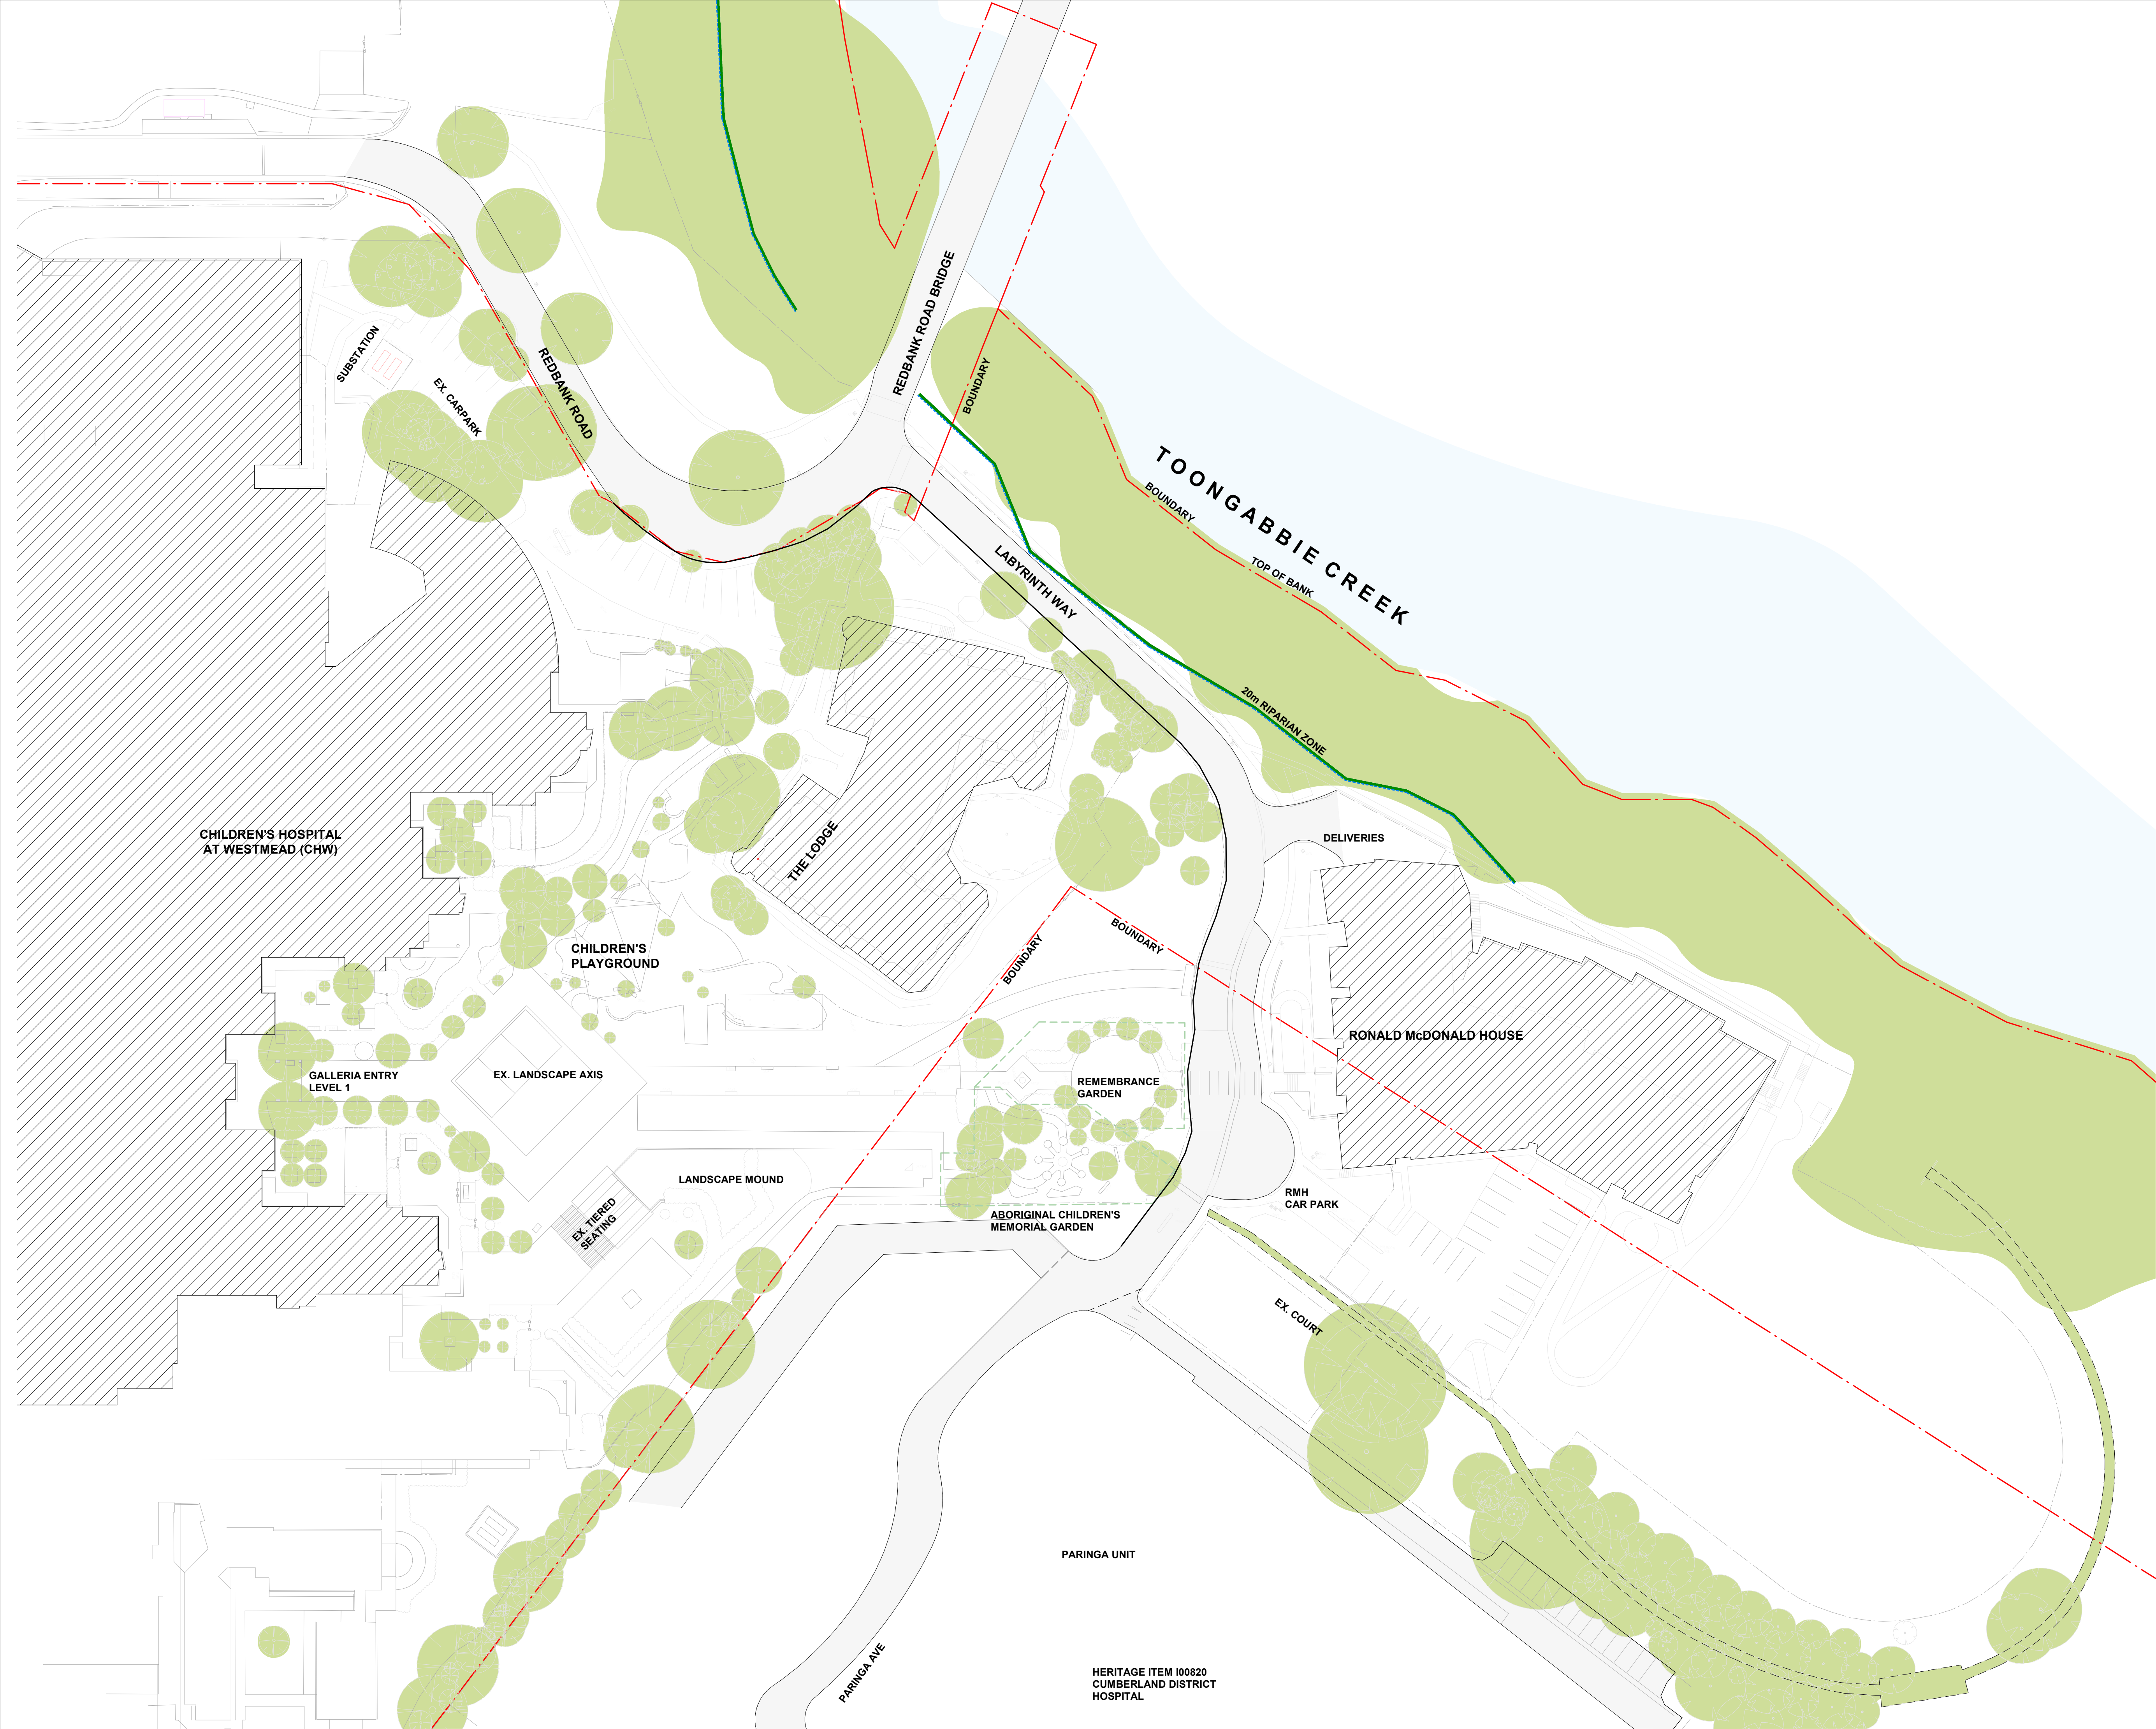 REDBANK ROAD BRIDGE
SUBSTATION
EX. CARPARK
REDBANK ROAD
BOUNDARY
TOONGABBIE CREEK
BOUNDARY
TOP OF BANK
LABYRINTH WAY
20m RIPARIAN ZONE
CHILDREN'S HOSPITAL
AT WESTMEAD (CHW)
THE LODGE
DELIVERIES
CHILDREN'S
PLAYGROUND
BOUNDARY
BOUNDARY
RONALD McDONALD HOUSE
GALLERIA ENTRY
LEVEL 1
EX. LANDSCAPE AXIS
REMEMBRANCE
GARDEN
LANDSCAPE MOUND
EX. TIERED
SEATING
ABORIGINAL CHILDREN'S
MEMORIAL GARDEN
RMH
CAR PARK
EX. COURT
PARINGA UNIT
PARINGA AVE
HERITAGE ITEM I00820
CUMBERLAND DISTRICT
HOSPITAL